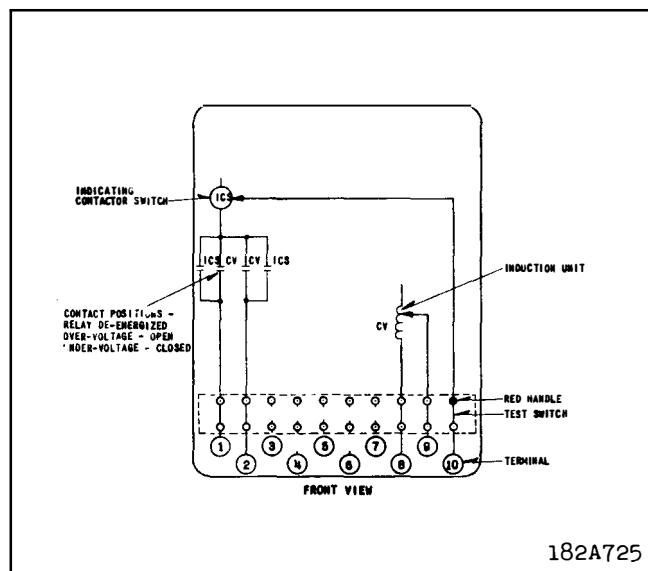 INDICATING
CONTACTOR SWITCH
ICS
ICS
CV
CV
ICS
INDUCTION UNIT
CV
CONTACT POSITIONS -
RELAY DE-ENERGIZED
OVER-VOLTAGE - OPEN
NDER-VOLTAGE - CLOSED
RED HANDLE
TEST SWITCH
1
3
5
7
9
2
4
6
8
10
TERMINAL
FRONT VIEW
182A725